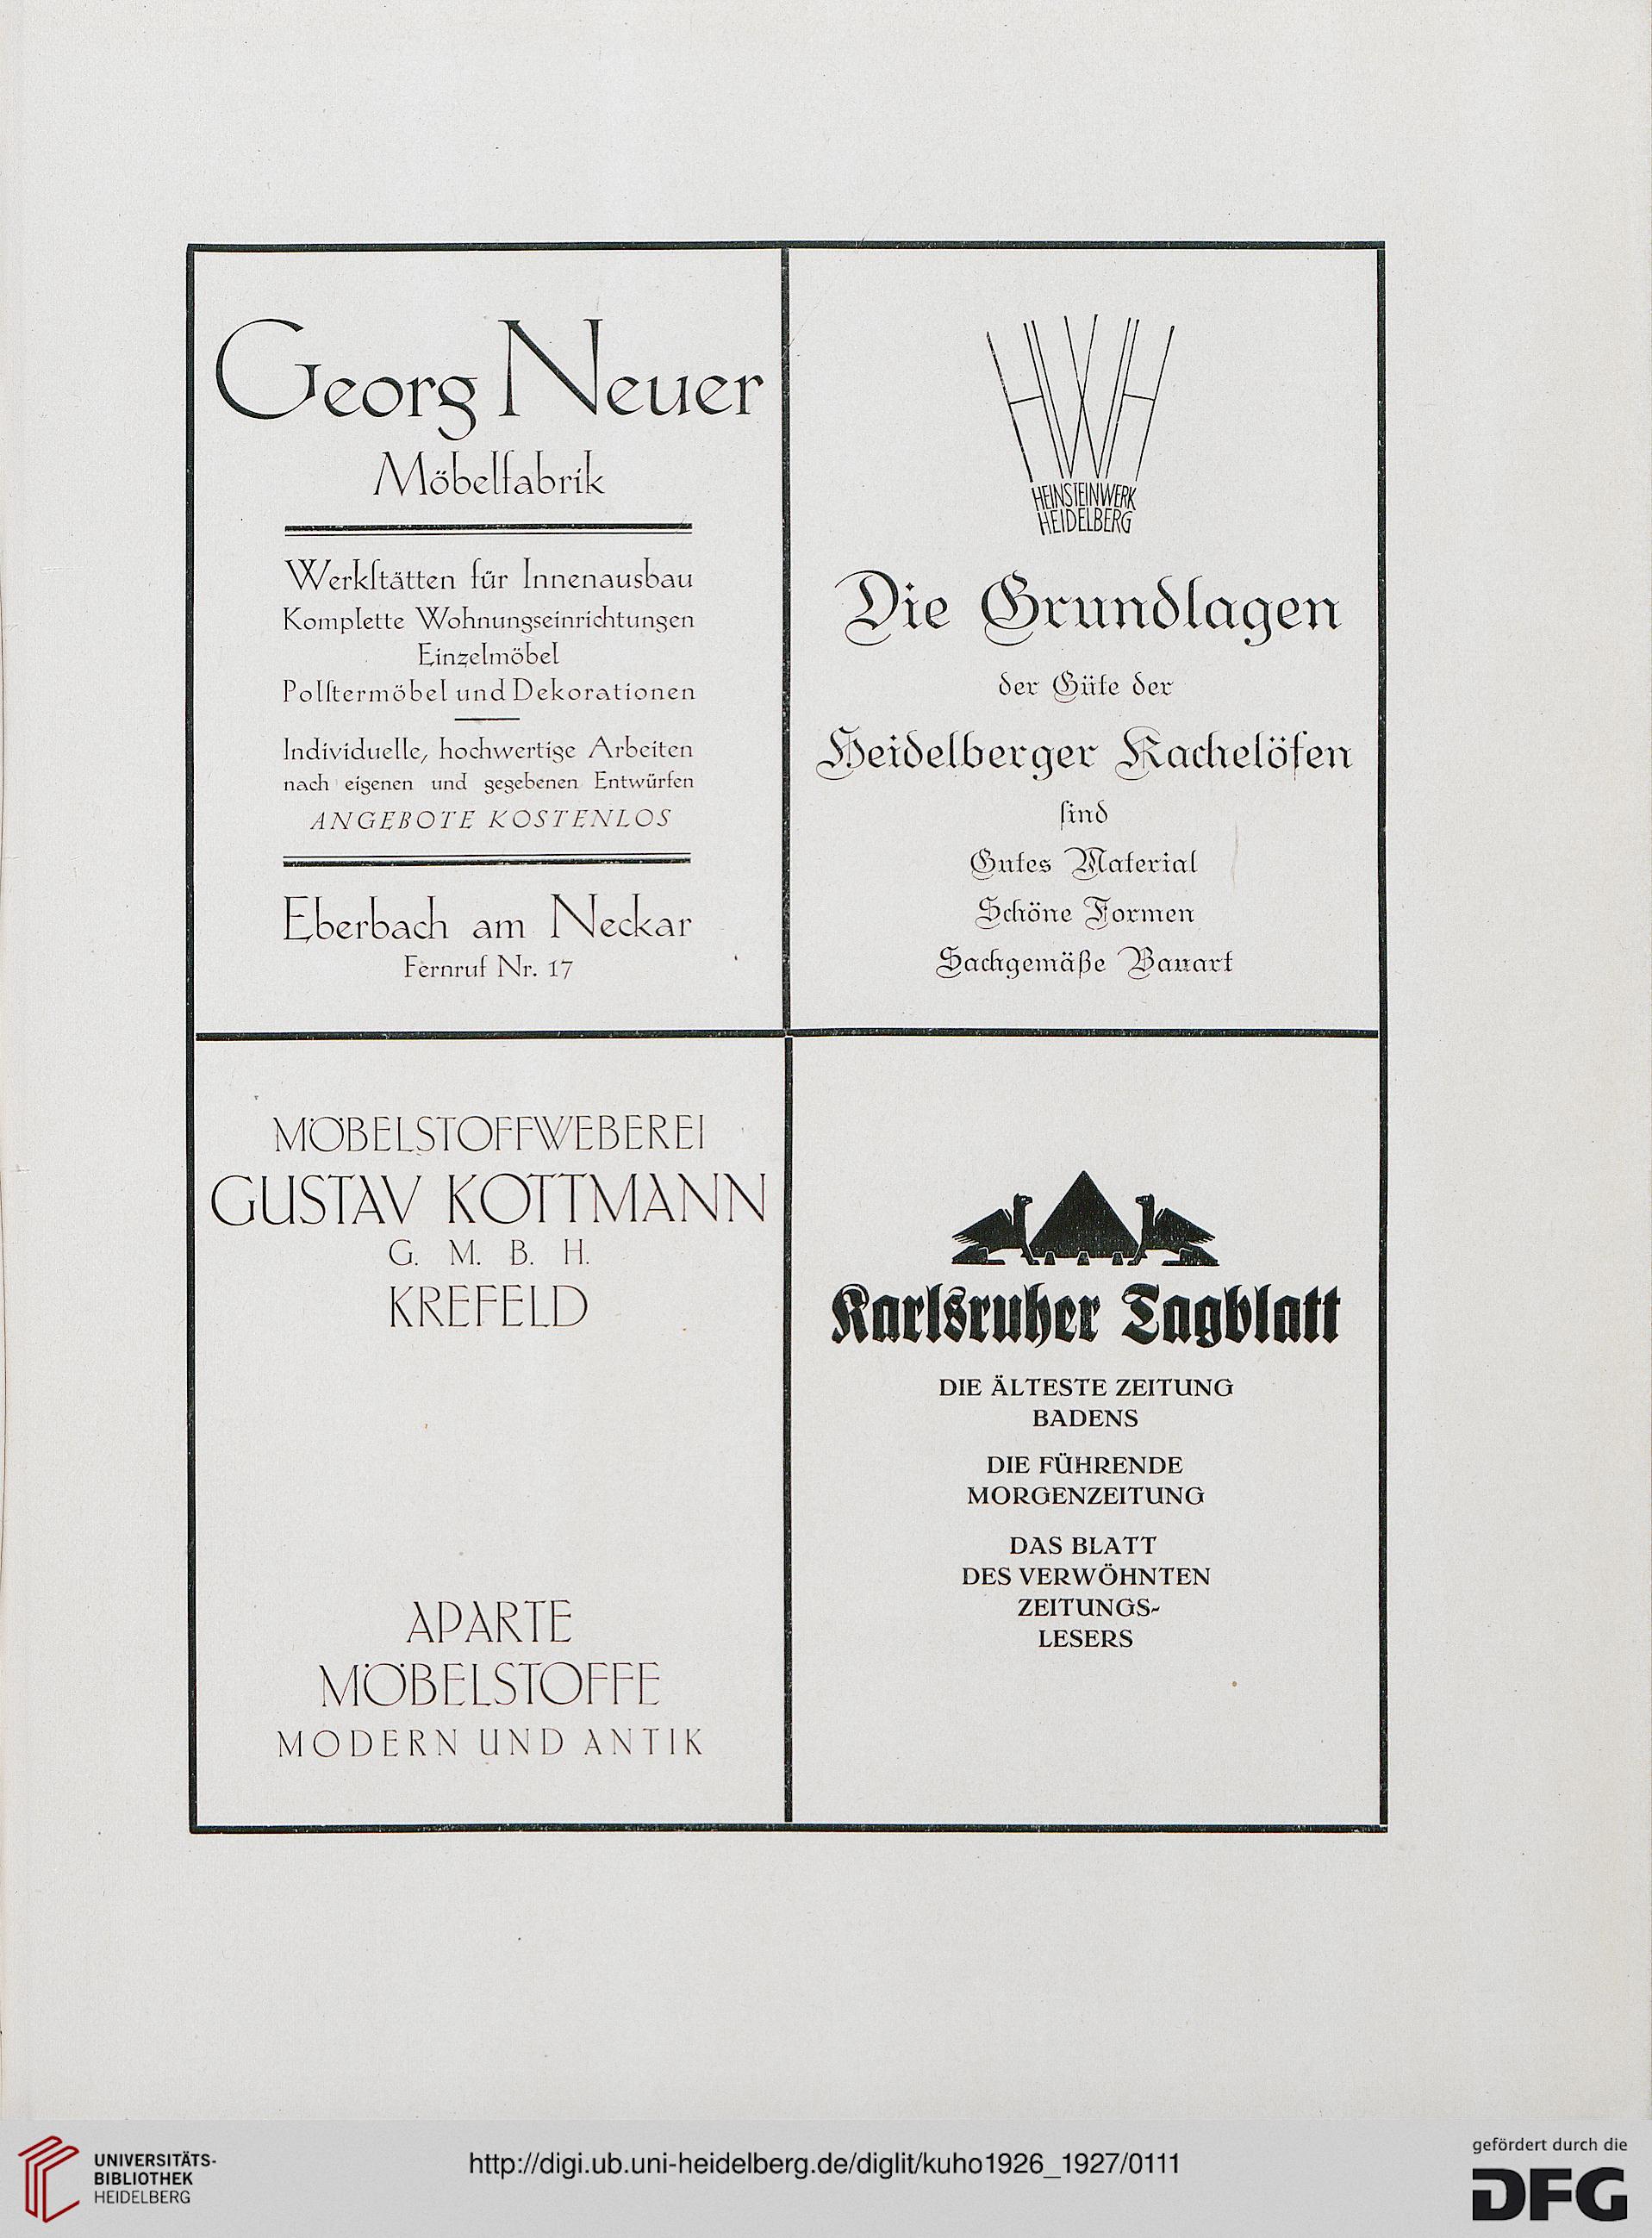 Georg Neuer
Möbelfabrik
Werkſtätten für Innenausbau
Komplette Wohnungseinrichtungen
Einzelmöbel
Polſtermöbel und Dekorationen
Individuelle, hochwertige Arbeiten
nach eigenen und gegebenen Entwürfen
ANGEBOTE KOSTENLOS
Eberbach am Neckar
Fernruf Nr. 17
HWH
HEINSTEINWERK
HEIDELBERG
Die Grundlagen
der Güte der
Heidelberger Kachelöfen
ſind
Gutes Material
Schöne Formen
Sachgemäße Bauart
MÖBELSTOFFWEBEREI
GUSTAV KOTTMANN
G. M. B. H.
KREFELD
APARTE
MÖBELSTOFFE
MODERN UND ANTIK
Karlsruher Tagblatt
DIE ÄLTESTE ZEITUNG
BADENS
DIE FÜHRENDE
MORGENZEITUNG
DAS BLATT
DES VERWÖHNTEN
ZEITUNGS-
LESERS
UNIVERSITÄTS-
BIBLIOTHEK
HEIDELBERG
http://digi.ub.uni-heidelberg.de/diglit/kuho1926_1927/0111
gefördert durch die
DFG